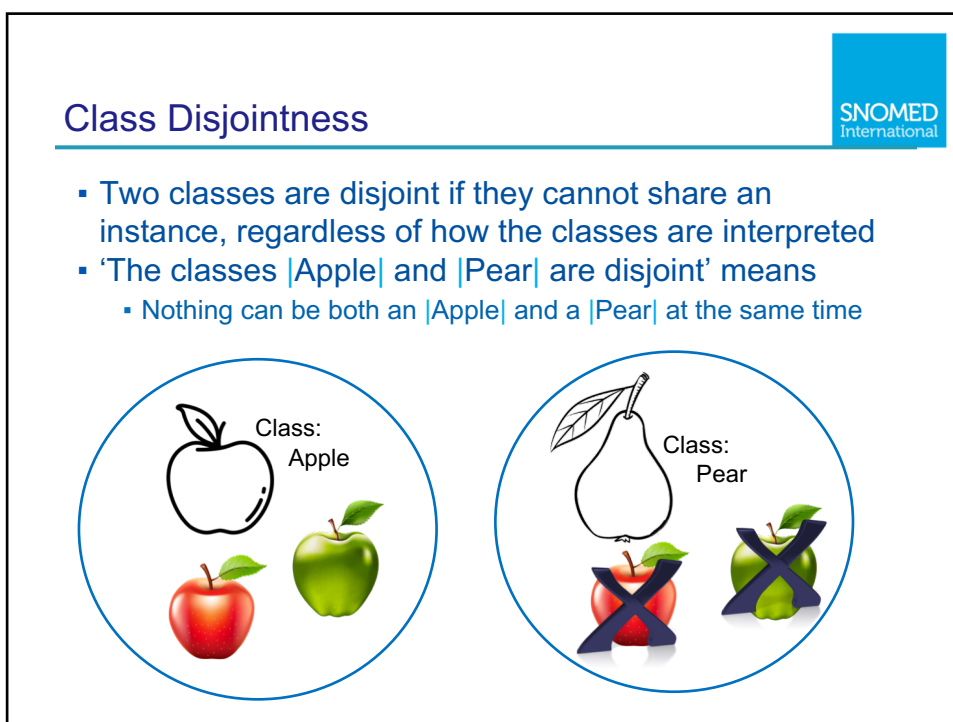 SNOMED
International
Class Disjointness
▪ Two classes are disjoint if they cannot share an
instance, regardless of how the classes are interpreted
▪ ‘The classes |Apple| and |Pear| are disjoint’ means
▪ Nothing can be both an |Apple| and a |Pear| at the same time
Class:
Apple
Class:
Pear